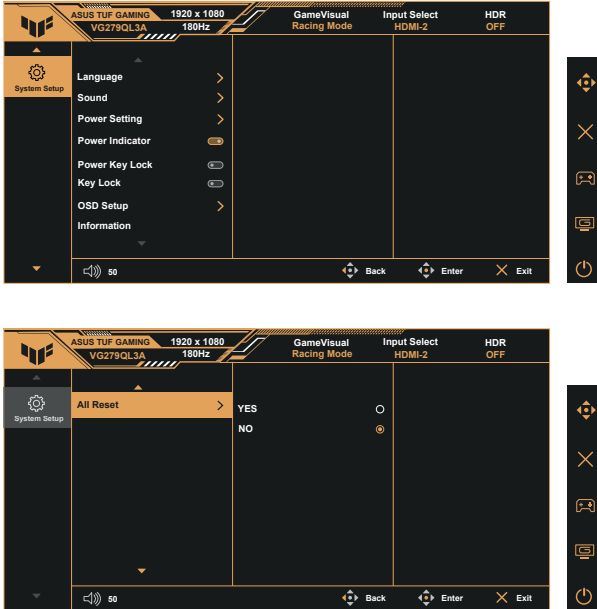 ASUS TUF GAMING 1920 x 1080 GameVisual Input Select HDR
VG279QL3A 180Hz Racing Mode HDMI-2 OFF
System Setup
Language
Sound
Power Setting
Power Indicator
Power Key Lock
Key Lock
OSD Setup
Information
50 Back Enter Exit
ASUS TUF GAMING 1920 x 1080 GameVisual Input Select HDR
VG279QL3A 180Hz Racing Mode HDMI-2 OFF
System Setup
All Reset
YES
NO
50 Back Enter Exit